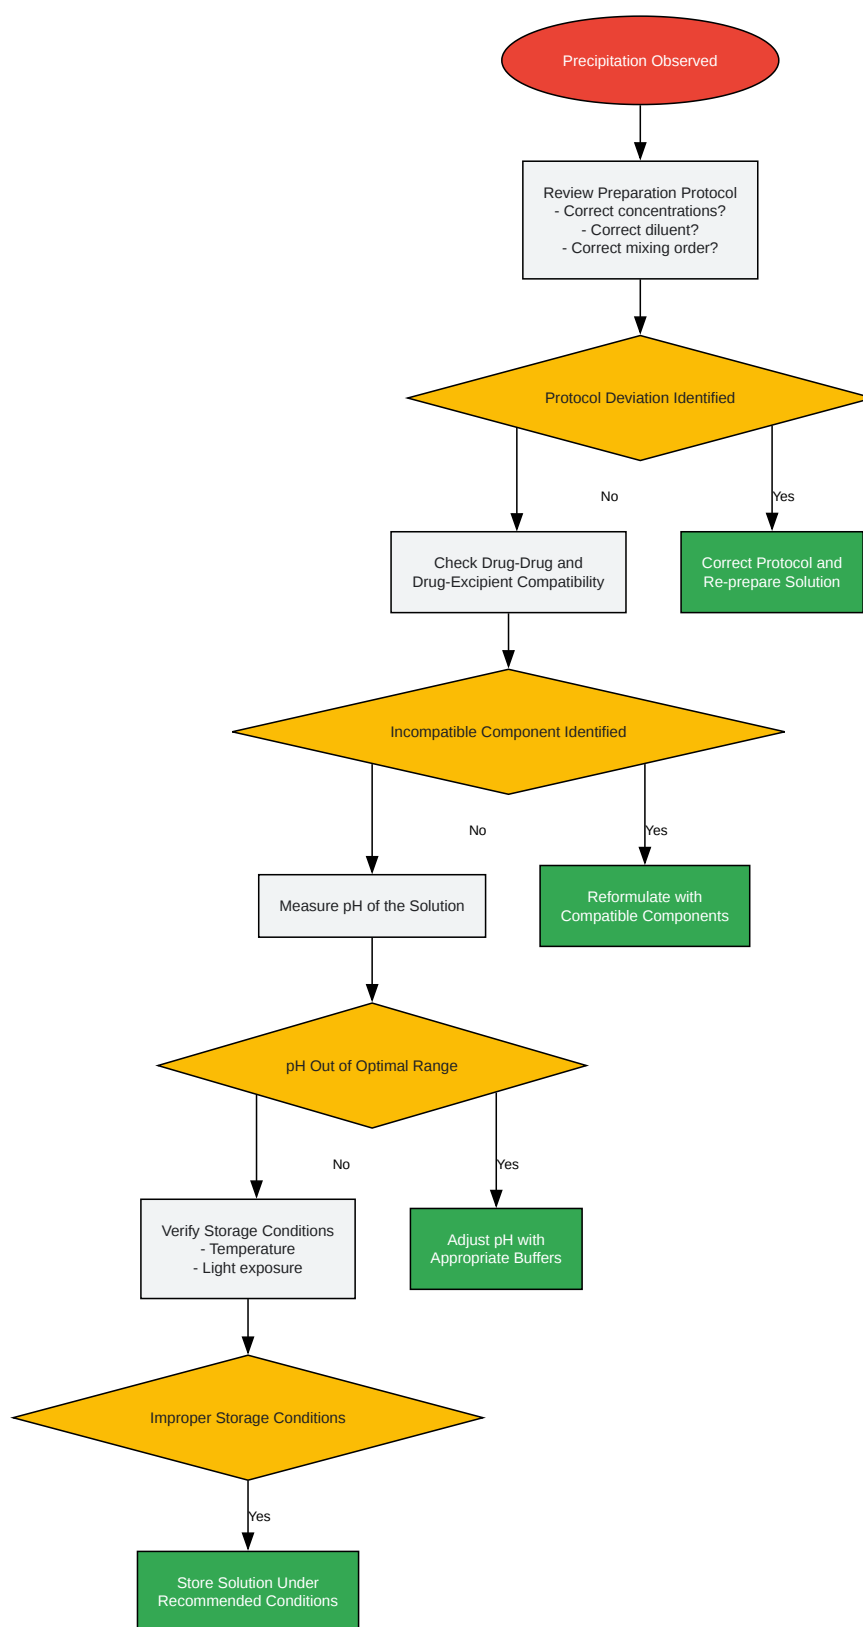 Precipitation Observed
Review Preparation Protocol
- Correct concentrations?
- Correct diluent?
- Correct mixing order?
Protocol Deviation Identified
No
Yes
Check Drug-Drug and
Drug-Excipient Compatibility
Correct Protocol and
Re-prepare Solution
Incompatible Component Identified
No
Yes
Measure pH of the Solution
Reformulate with
Compatible Components
pH Out of Optimal Range
No
Yes
Verify Storage Conditions
- Temperature
- Light exposure
Adjust pH with
Appropriate Buffers
Improper Storage Conditions
Yes
Store Solution Under
Recommended Conditions